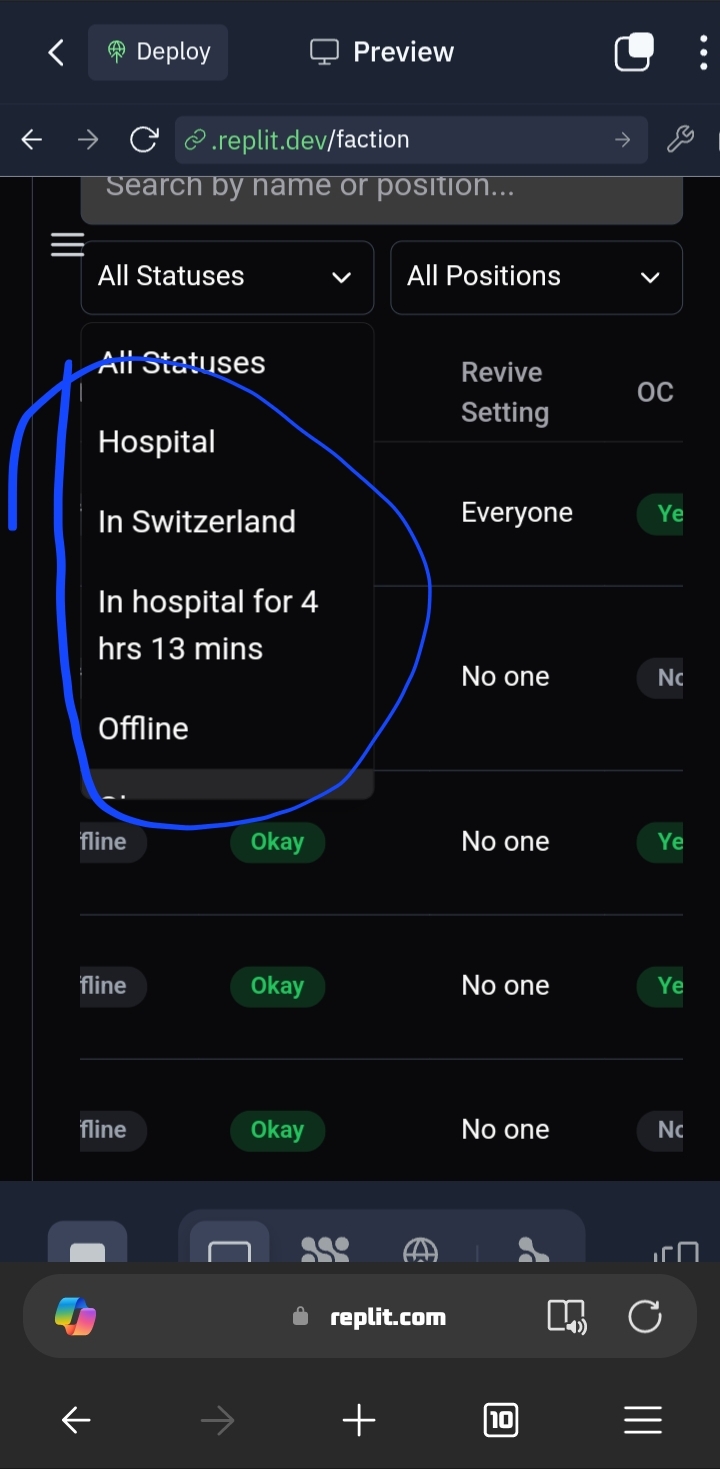 Deploy
Preview
.replit.dev/faction
Search by name or position...
All Statuses
All Positions
All Statuses
Revive
Setting
OC
Hospital
In Switzerland
Everyone
Ye
In hospital for 4
hrs 13 mins
No one
No
Offline
fline
Okay
No one
Ye
fline
Okay
No one
Ye
fline
Okay
No one
No
replit.com
10